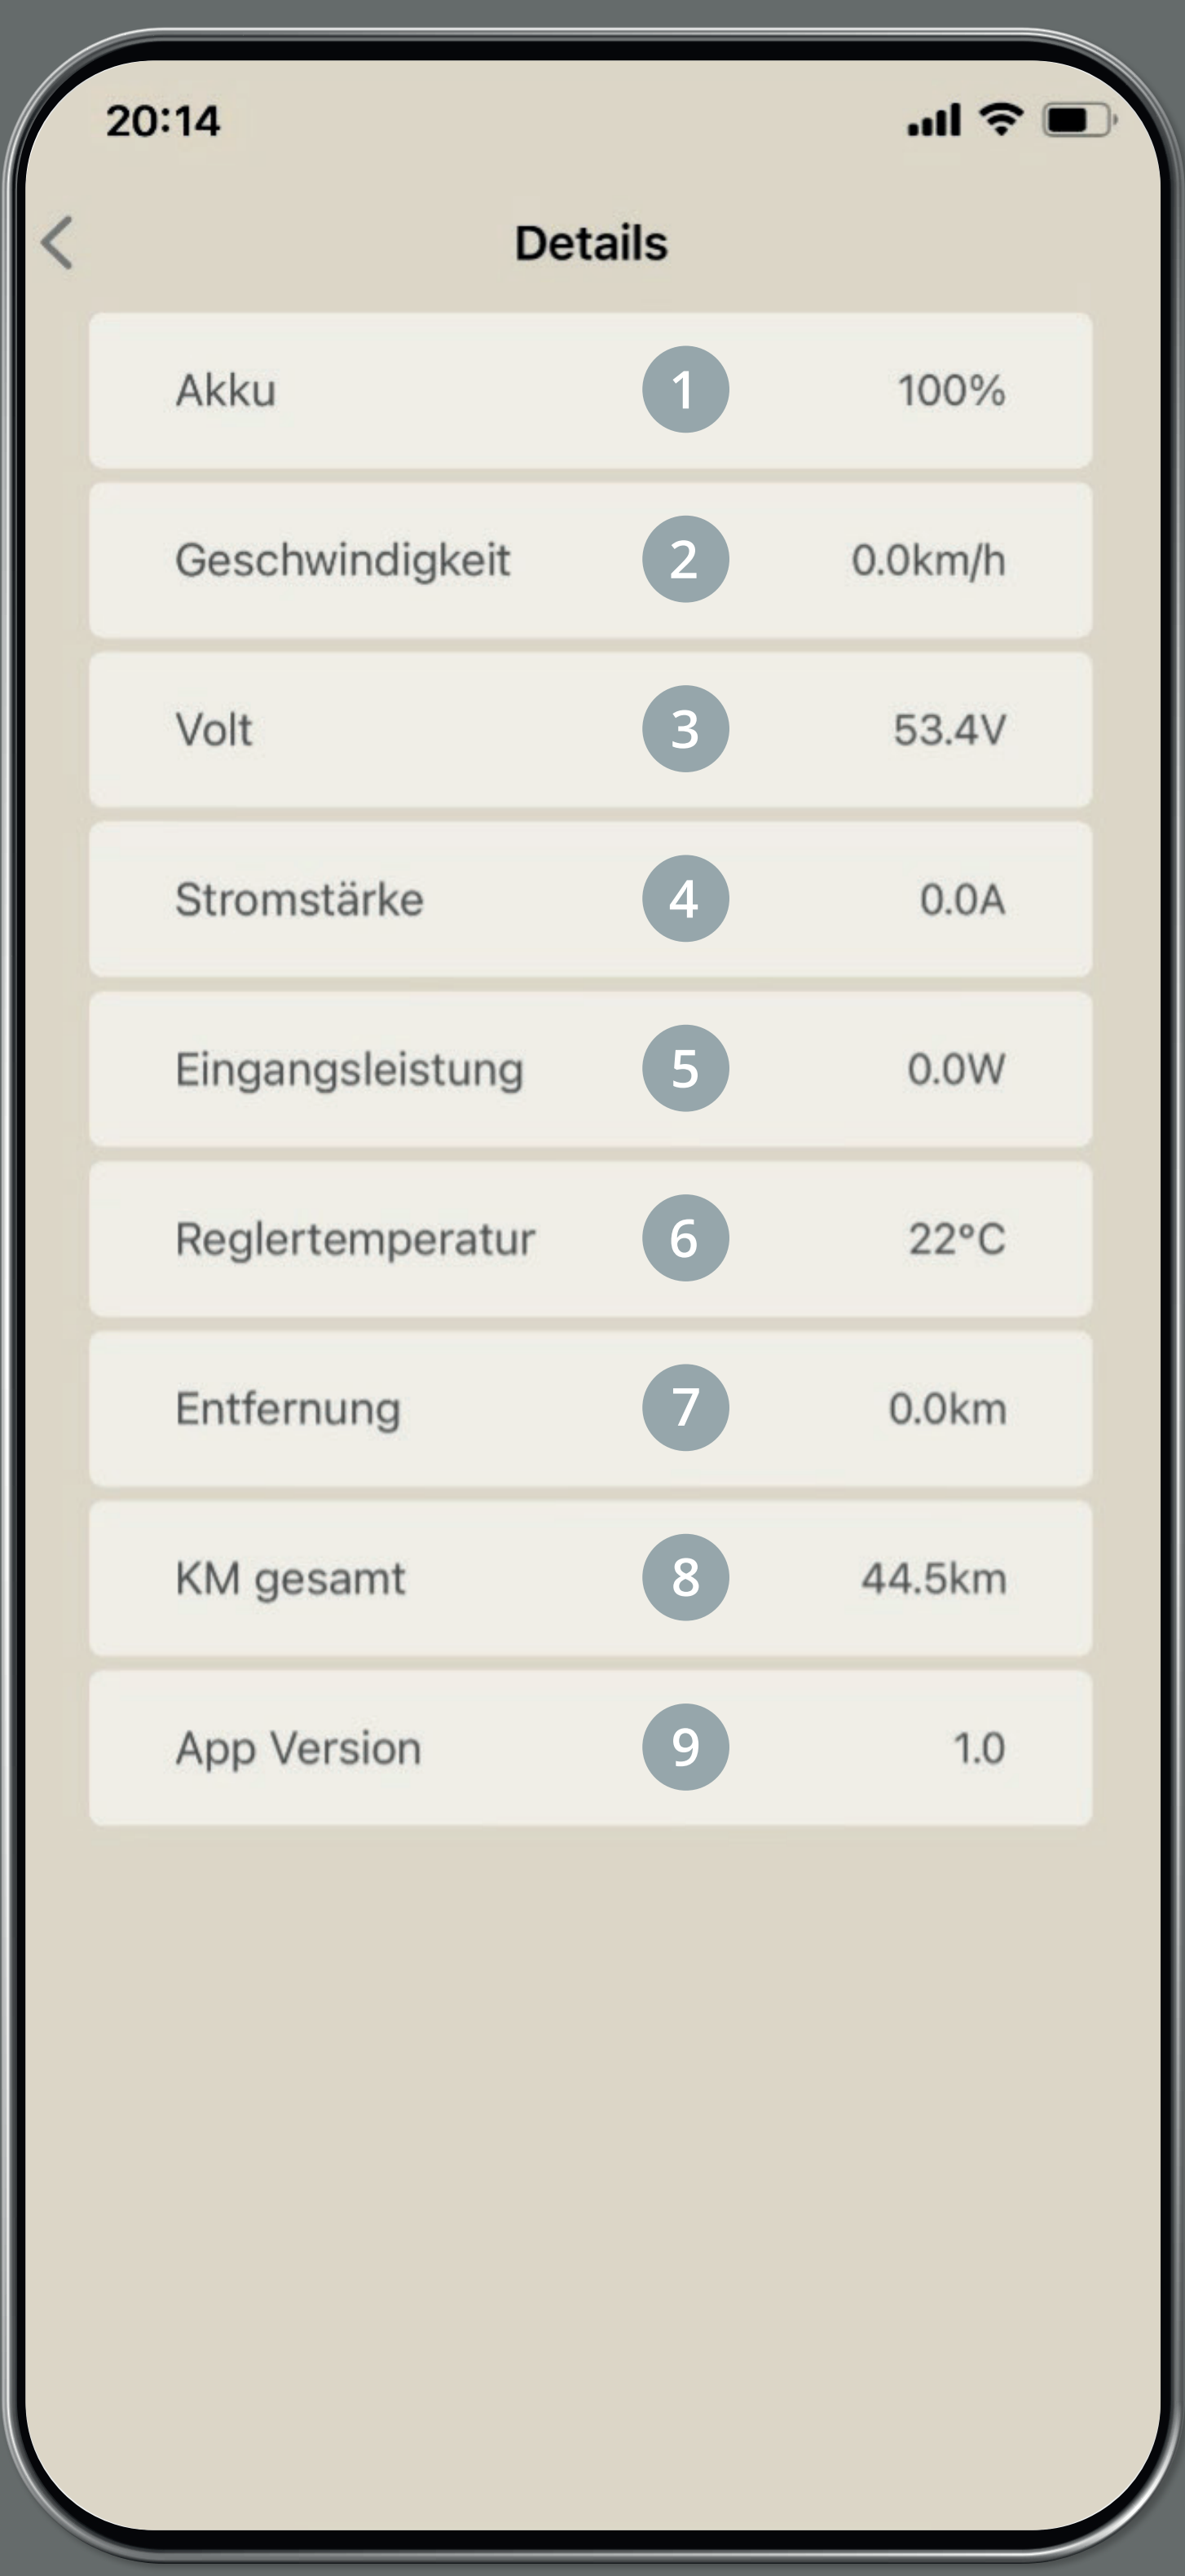 20:14
Details
Akku 1 100%
Geschwindigkeit 2 0.0km/h
Volt 3 53.4V
Stromstärke 4 0.0A
Eingangsleistung 5 0.0W
Reglertemperatur 6 22°C
Entfernung 7 0.0km
KM gesamt 8 44.5km
App Version 9 1.0